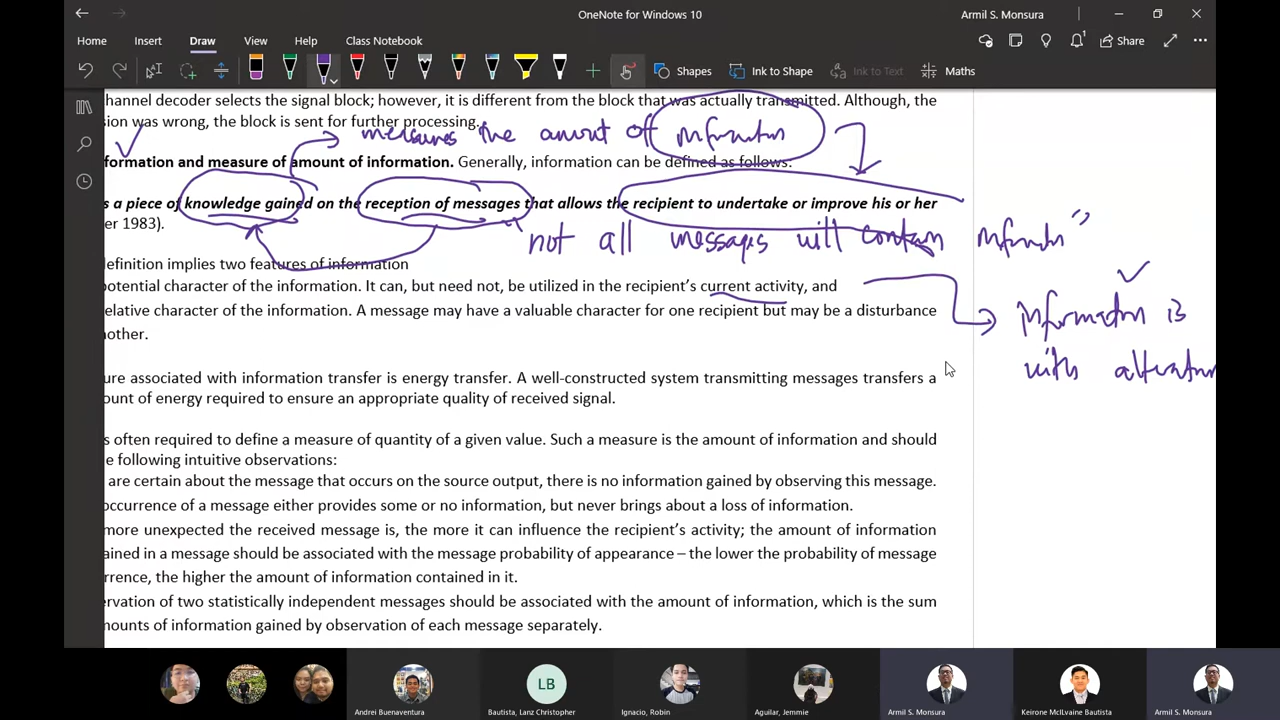 OneNote for Windows 10
Armil S. Monsura
Home Insert Draw View Help Class Notebook
Share
Shapes Ink to Shape Ink to Text Maths
hannel decoder selects the signal block; however, it is different from the block that was actually transmitted. Although, the
sion was wrong, the block is sent for further processing.
measures the amount of information
formation and measure of amount of information. Generally, information can be defined as follows:
s a piece of knowledge gained on the reception of messages that allows the recipient to undertake or improve his or her
er 1983).
not all messages will contain information"
efinition implies two features of information
otential character of the information. It can, but need not, be utilized in the recipient's current activity, and
elative character of the information. A message may have a valuable character for one recipient but may be a disturbance
nother.
information is
with
ure associated with information transfer is energy transfer. A well-constructed system transmitting messages transfers a
ount of energy required to ensure an appropriate quality of received signal.
s often required to define a measure of quantity of a given value. Such a measure is the amount of information and should
e following intuitive observations:
are certain about the message that occurs on the source output, there is no information gained by observing this message.
occurrence of a message either provides some or no information, but never brings about a loss of information.
more unexpected the received message is, the more it can influence the recipient's activity; the amount of information
ained in a message should be associated with the message probability of appearance – the lower the probability of message
rrence, the higher the amount of information contained in it.
ervation of two statistically independent messages should be associated with the amount of information, which is the sum
mounts of information gained by observation of each message separately.
LB
Andrei Buenaventura Bautista, Lanz Christopher Ignacio, Robin Aguilar, Jemmie Armil S. Monsura Keirone McIlvaine Bautista Armil S. Monsura